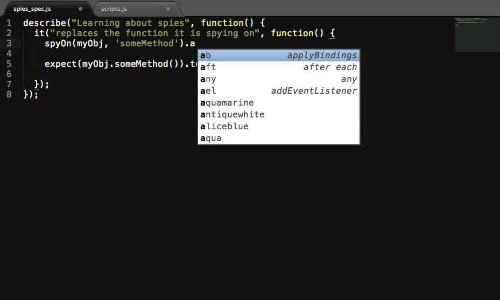 spies_spec.js
scripts.js
1 describe("Learning about spies", function() {
2 it("replaces the function it is spying on", function() {
3 spyOn(myObj, 'someMethod').a
4
5 expect(myObj.someMethod()).t
6
7 });
8 });
ab applyBindings
aft after each
any any
ael addEventListener
aquamarine
antiquewhite
aliceblue
aqua